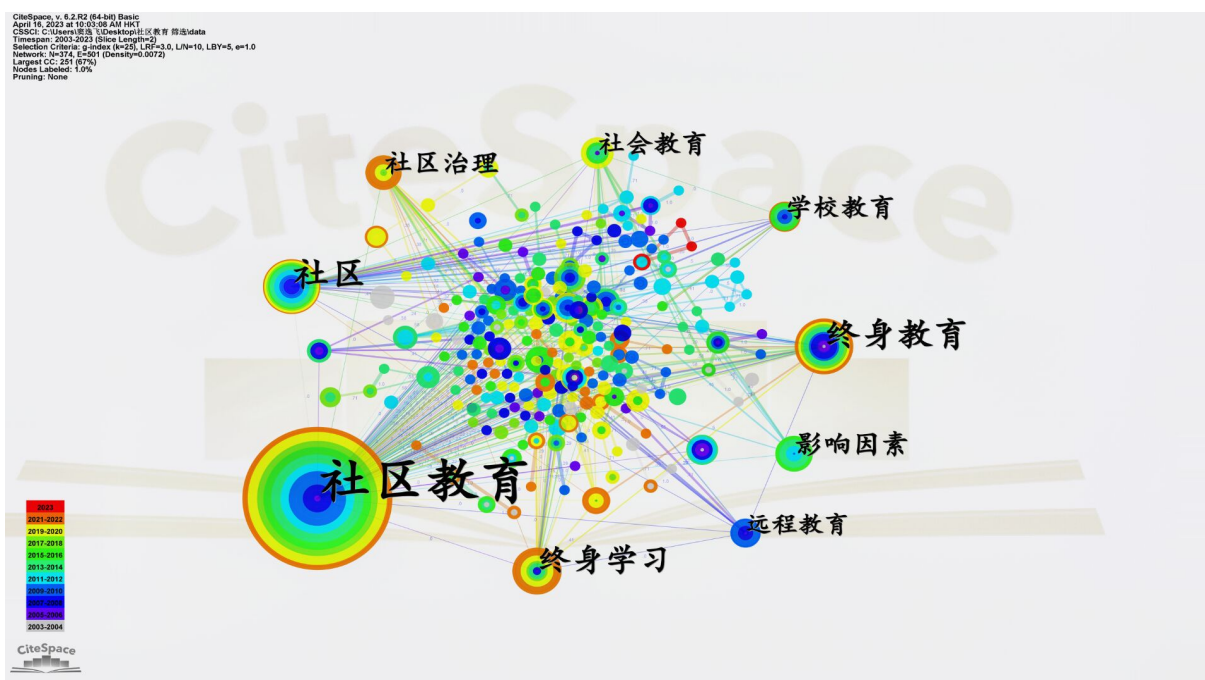 CiteSpace, v. 6.2.R2 (64-bit) Basic
April 16, 2023 at 10:03:08 AM HKT
CSSCI: C:\Users\窦逸飞\Desktop\社区教育 筛选\data
Timespan: 2003-2023 (Slice Length=2)
Selection Criteria: g-index (k=25), LRF=3.0, L/N=10, LBY=5, e=1.0
Network: N=374, E=501 (Density=0.0072)
Largest CC: 251 (67%)
Nodes Labeled: 1.0%
Pruning: None
CiteSpace
社会教育
社区治理
学校教育
社区
终身教育
影响因素
社区教育
远程教育
终身学习
2023
2021-2022
2019-2020
2017-2018
2015-2016
2013-2014
2011-2012
2009-2010
2007-2008
2005-2006
2003-2004
CiteSpace